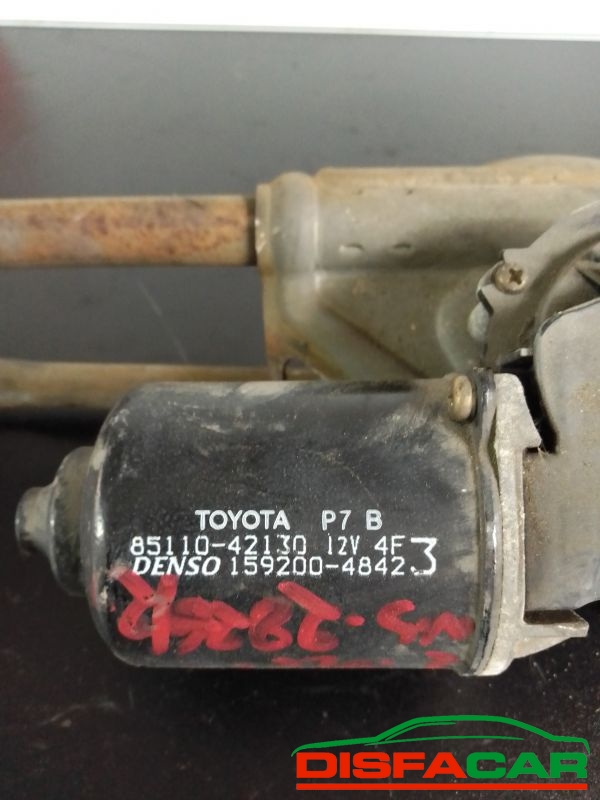 TOYOTA P7 B
85110-42130 12V 4F
DENSO 159200-4842 3
DISFACAR